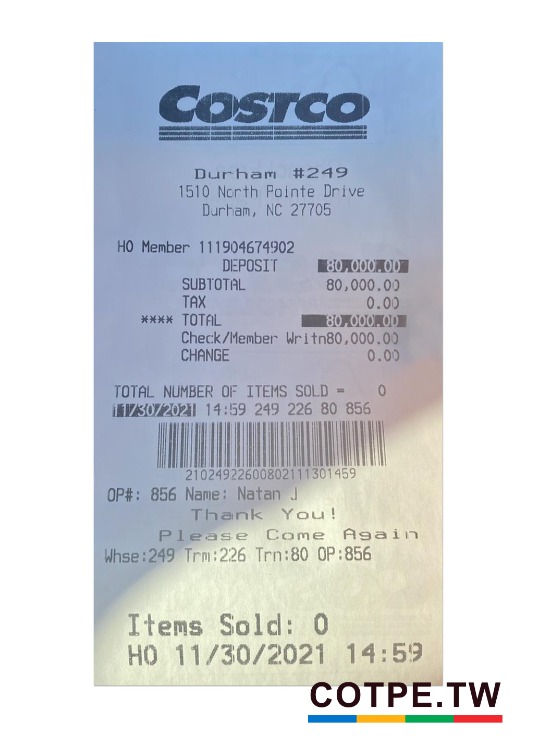 COSTCO
Durham #249
1510 North Pointe Drive
Durham, NC 27705
HO Member 111904674902
DEPOSIT 80,000.00
SUBTOTAL 80,000.00
TAX 0.00
**** TOTAL 80,000.00
Check/Member Writn80,000.00
CHANGE 0.00
TOTAL NUMBER OF ITEMS SOLD = 0
11/30/2021 14:59 249 226 80 856
21024922600802111301459
OP#: 856 Name: Natan J
Thank You!
Please Come Again
Whse:249 Trm:226 Trn:80 OP:856
Items Sold: 0
HO 11/30/2021 14:59
COTPE.TW